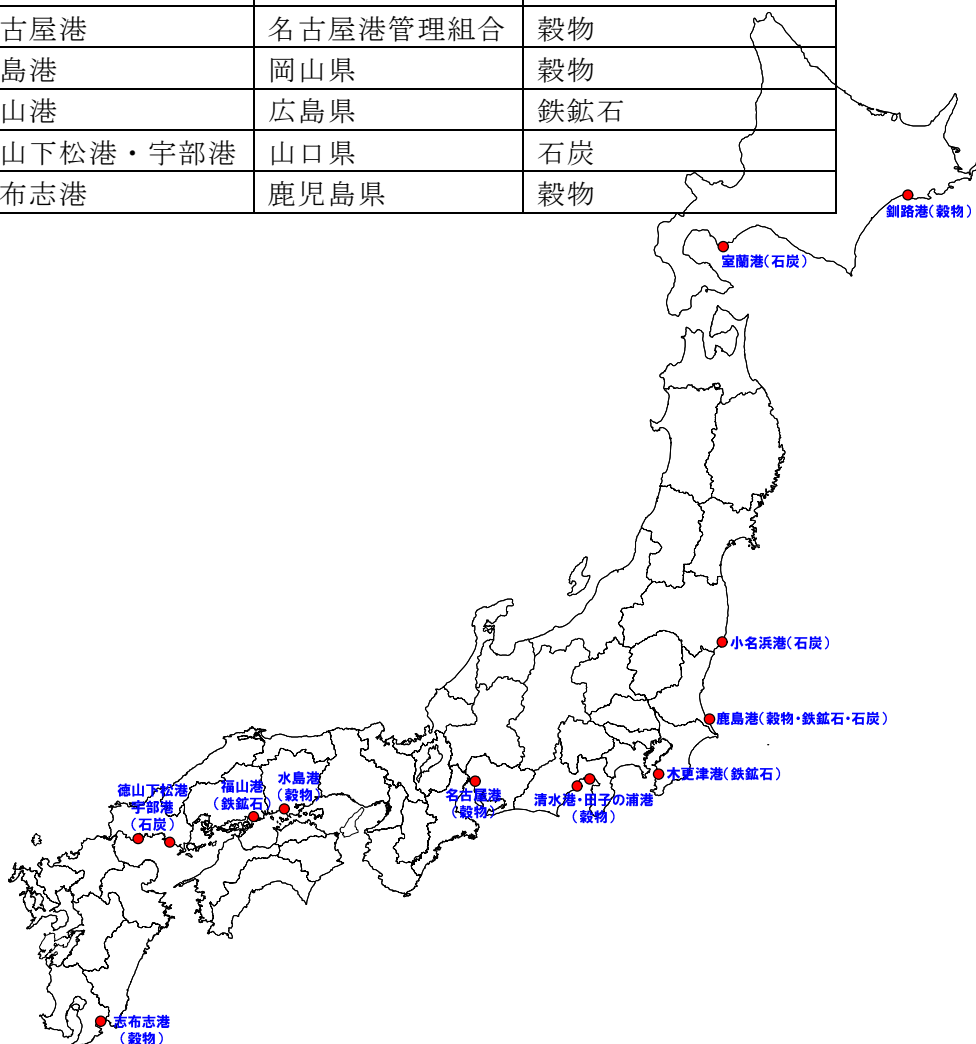 古屋港 名古屋港管理組合 穀物
島港 岡山県 穀物
山港 広島県 鉄鉱石
山下松港・宇部港 山口県 石炭
布志港 鹿児島県 穀物
釧路港(穀物)
室蘭港(石炭)
小名浜港(石炭)
鹿島港(穀物・鉄鉱石・石炭)
木更津港(鉄鉱石)
清水港・田子の浦港
(穀物)
名古屋港
(穀物)
水島港
(穀物)
福山港
(鉄鉱石)
徳山下松港
宇部港
(石炭)
志布志港
(穀物)